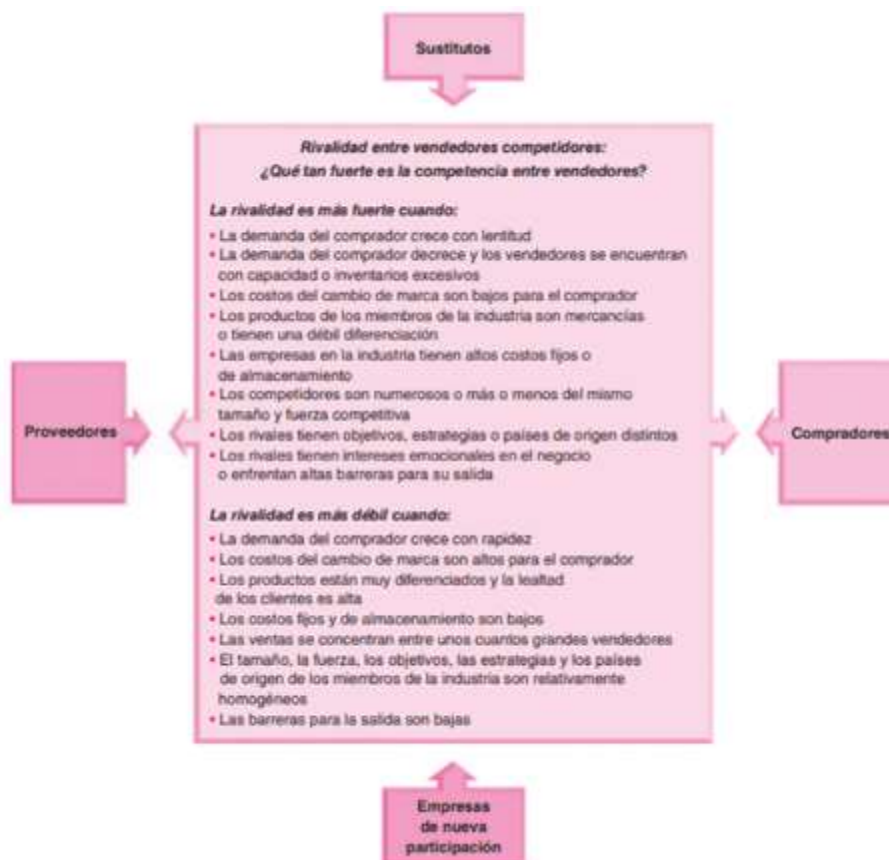 Sustitutos
Rivalidad entre vendedores competidores:
¿Qué tan fuerte es la competencia entre vendedores?
La rivalidad es más fuerte cuando:
• La demanda del comprador crece con lentitud
• La demanda del comprador decrece y los vendedores se encuentran
con capacidad o inventarios excesivos
• Los costos del cambio de marca son bajos para el comprador
• Los productos de los miembros de la industria son mercancías
o tienen una débil diferenciación
• Las empresas en la industria tienen altos costos fijos o
de almacenamiento
• Los competidores son numerosos o más o menos del mismo
tamaño y fuerza competitiva
• Los rivales tienen objetivos, estrategias o países de origen distintos
• Los rivales tienen intereses emocionales en el negocio
o enfrentan altas barreras para su salida
La rivalidad es más débil cuando:
• La demanda del comprador crece con rapidez
• Los costos del cambio de marca son altos para el comprador
• Los productos están muy diferenciados y la lealtad
de los clientes es alta
• Los costos fijos y de almacenamiento son bajos
• Las ventas se concentran entre unos cuantos grandes vendedores
• El tamaño, la fuerza, los objetivos, las estrategias y los países
de origen de los miembros de la industria son relativamente
homogéneos
• Las barreras para la salida son bajas
Proveedores
Compradores
Empresas
de nueva
participación